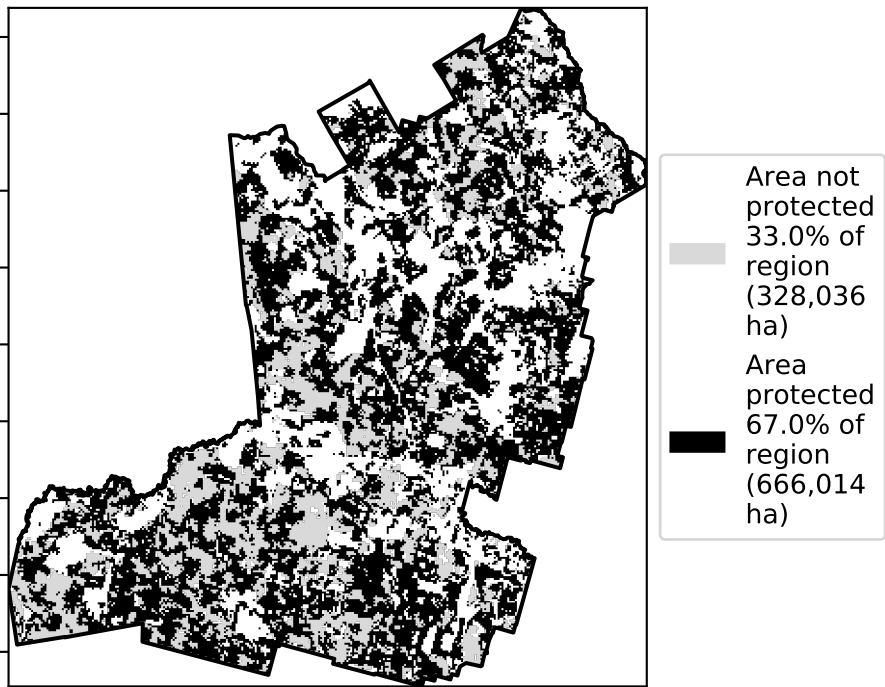 Area not
protected
33.0% of
region
(328,036
ha)
Area
protected
67.0% of
region
(666,014
ha)